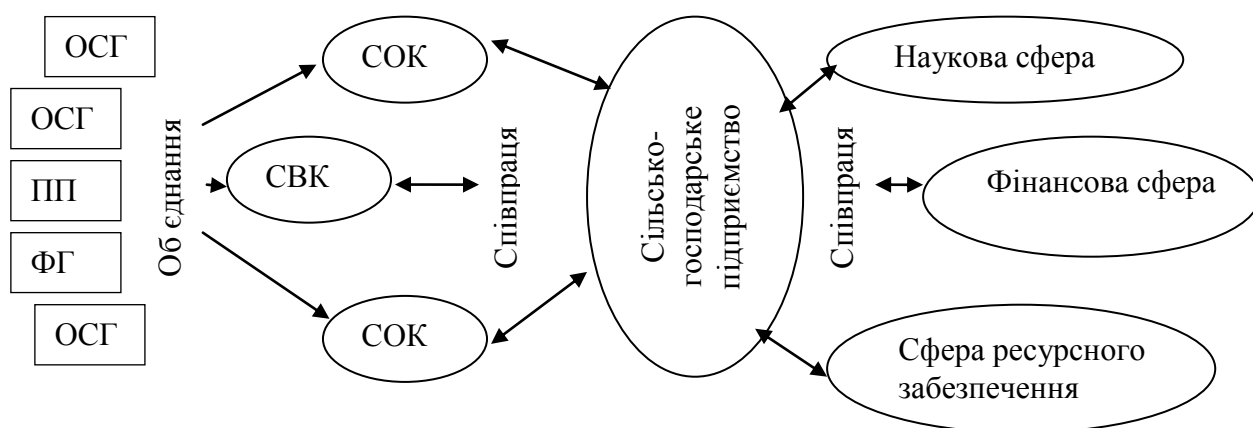 ОСГ
ОСГ
ПП
ФГ
ОСГ
Об єднання
СОК
СВК
СОК
Співпраця
Сільсько-
господарське
підприємство
Співпраця
Наукова сфера
Фінансова сфера
Сфера ресурсного
забезпечення